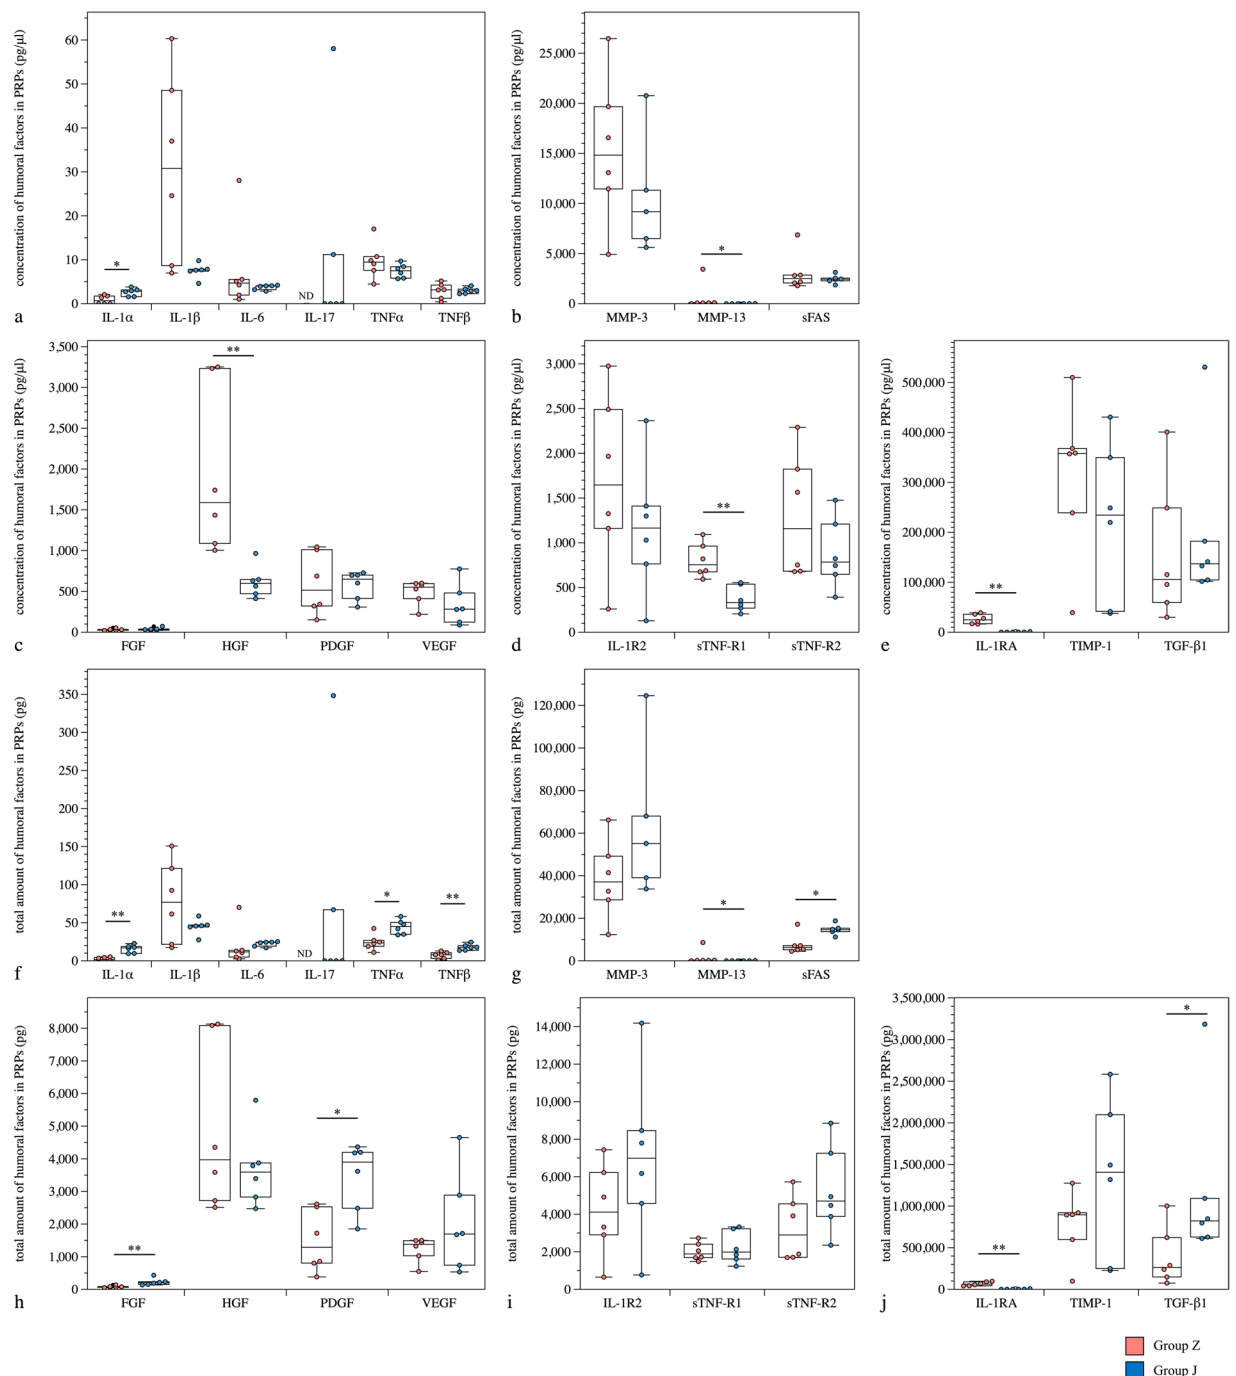 concentration of humoral factors in PRPs (pg/μl)
60
50
40
30
20
10
0
*
ND
a
IL-1α
IL-1β
IL-6
IL-17
TNFα
TNFβ
concentration of humoral factors in PRPs (pg/μl)
25,000
20,000
15,000
10,000
5,000
0
*
b
MMP-3
MMP-13
sFAS
concentration of humoral factors in PRPs (pg/μl)
3,500
3,000
2,500
2,000
1,500
1,000
500
0
**
c
FGF
HGF
PDGF
VEGF
concentration of humoral factors in PRPs (pg/μl)
3,000
2,500
2,000
1,500
1,000
500
0
**
d
IL-1R2
sTNF-R1
sTNF-R2
concentration of humoral factors in PRPs (pg/μl)
500,000
400,000
300,000
200,000
100,000
0
**
e
IL-1RA
TIMP-1
TGF-β1
total amount of humoral factors in PRPs (pg)
350
300
250
200
150
100
50
0
**
ND
*
**
f
IL-1α
IL-1β
IL-6
IL-17
TNFα
TNFβ
total amount of humoral factors in PRPs (pg)
120,000
100,000
80,000
60,000
40,000
20,000
0
*
*
g
MMP-3
MMP-13
sFAS
total amount of humoral factors in PRPs (pg)
8,000
7,000
6,000
5,000
4,000
3,000
2,000
1,000
0
**
*
h
FGF
HGF
PDGF
VEGF
total amount of humoral factors in PRPs (pg)
14,000
12,000
10,000
8,000
6,000
4,000
2,000
0
i
IL-1R2
sTNF-R1
sTNF-R2
total amount of humoral factors in PRPs (pg)
3,500,000
3,000,000
2,500,000
2,000,000
1,500,000
1,000,000
500,000
0
**
*
j
IL-1RA
TIMP-1
TGF-β1
Group Z
Group J